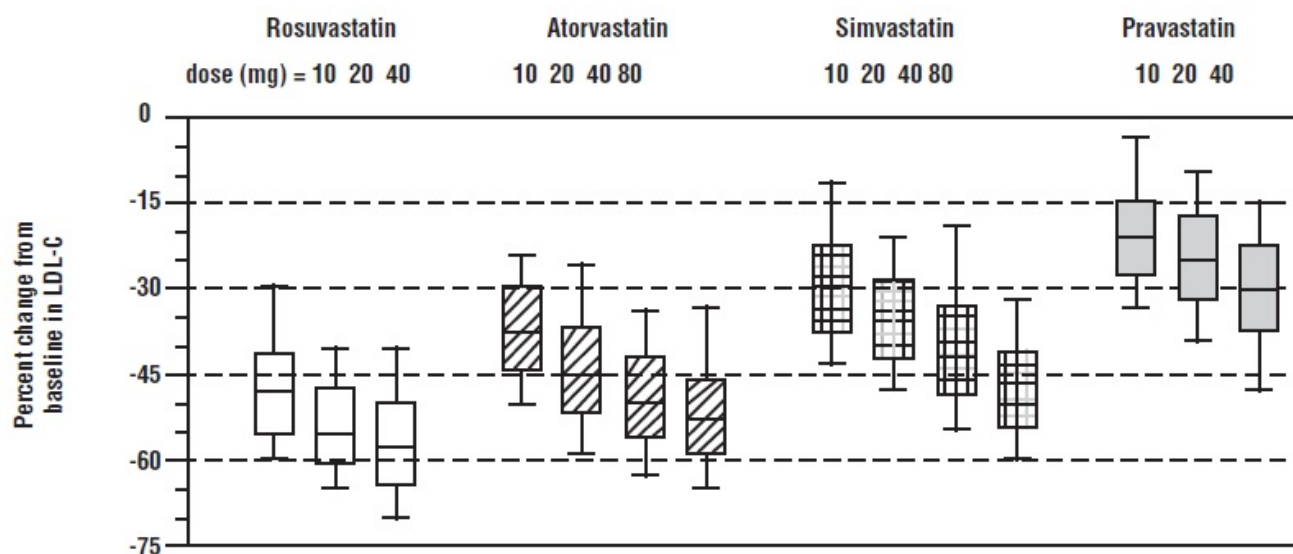 Rosuvastatin Atorvastatin Simvastatin Pravastatin
dose (mg) = 10 20 40 10 20 40 80 10 20 40 80 10 20 40
0
-15
-30
-45
-60
-75
Percent change from
baseline in LDL-C